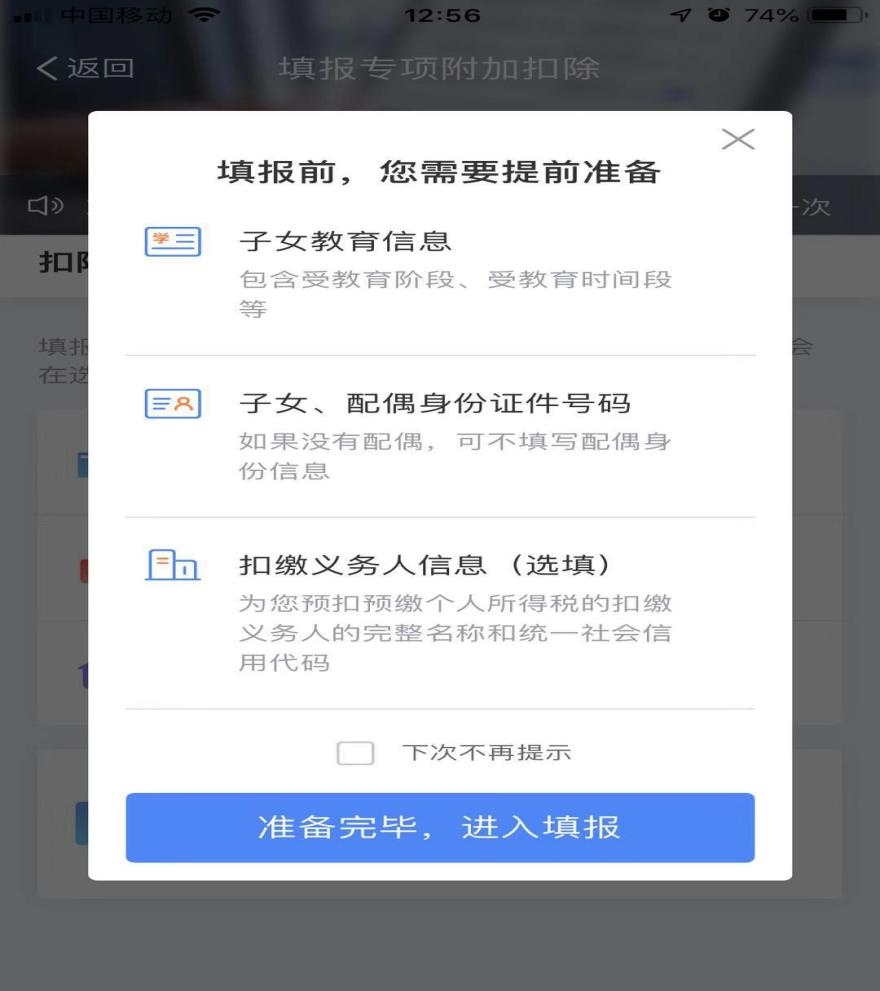 中国移动 12:56 74%
返回 填报专项附加扣除
填报前，您需要提前准备
次
扣
学
子女教育信息
包含受教育阶段、受教育时间段
等
填报 会
在选
子女、配偶身份证件号码
如果没有配偶，可不填写配偶身
份信息
扣缴义务人信息（选填）
为您预扣预缴个人所得税的扣缴
义务人的完整名称和统一社会信
用代码
下次不再提示
准备完毕，进入填报